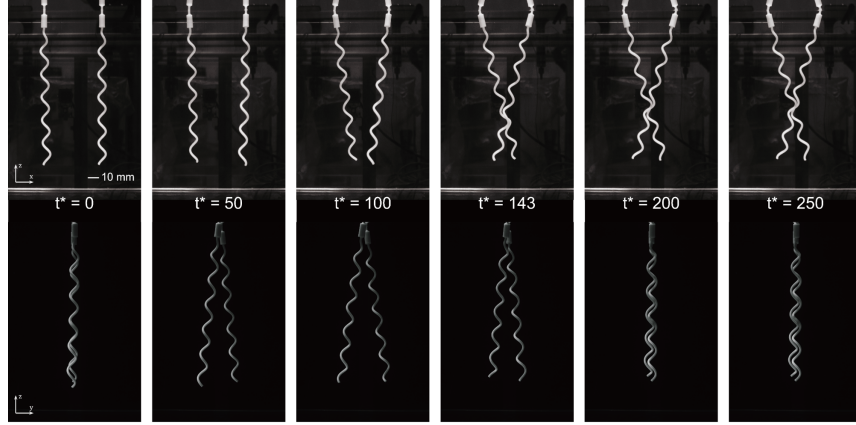 z
x
10 mm
t* = 0
t* = 50
t* = 100
t* = 143
t* = 200
t* = 250
z
y